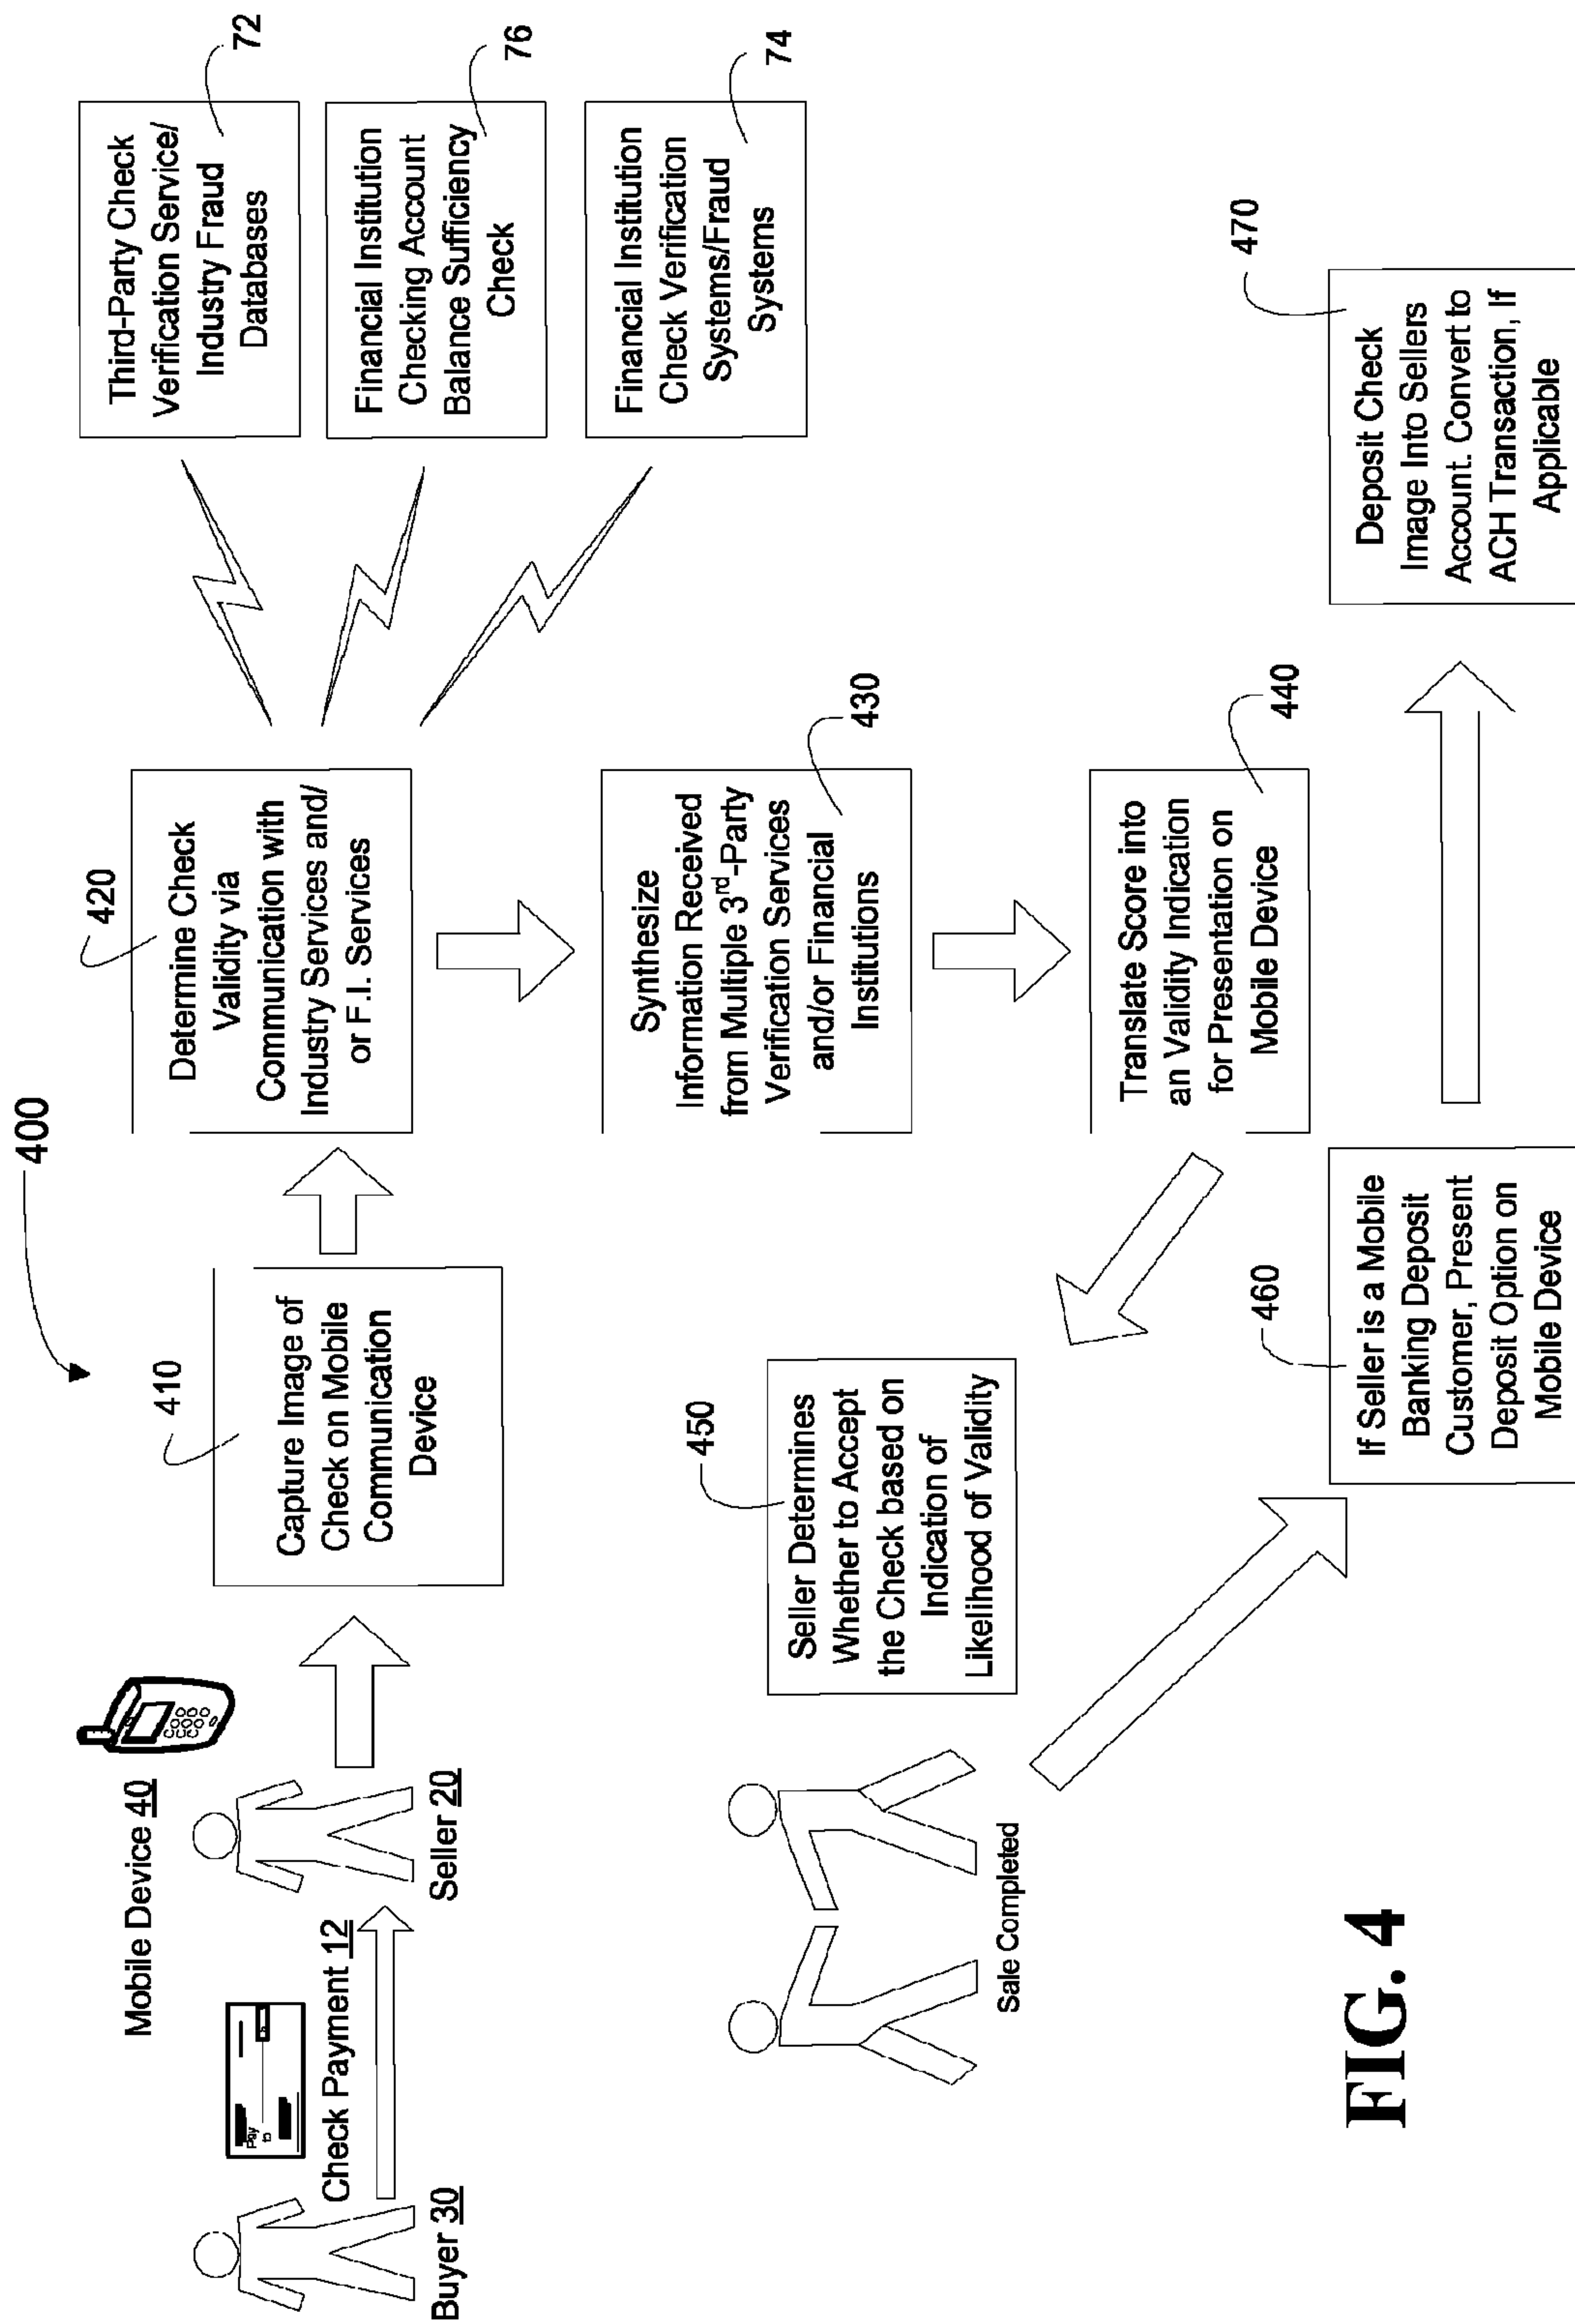 400
Mobile Device 40
Pay
to
Check Payment 12
Buyer 30
Seller 20
410
Capture Image of
Check on Mobile
Communication
Device
420
Determine Check
Validity via
Communication with
Industry Services and/
or F.I. Services
Third-Party Check
Verification Service/
Industry Fraud
Databases
72
Financial Institution
Checking Account
Balance Sufficiency
Check
76
Financial Institution
Check Verification
Systems/Fraud
Systems
74
Synthesize
Information Received
from Multiple 3rd-Party
Verification Services
and/or Financial
Institutions
430
Translate Score into
an Validity Indication
for Presentation on
Mobile Device
440
450
Seller Determines
Whether to Accept
the Check based on
Indication of
Likelihood of Validity
Sale Completed
460
If Seller is a Mobile
Banking Deposit
Customer, Present
Deposit Option on
Mobile Device
470
Deposit Check
Image Into Sellers
Account. Convert to
ACH Transaction, If
Applicable
FIG. 4